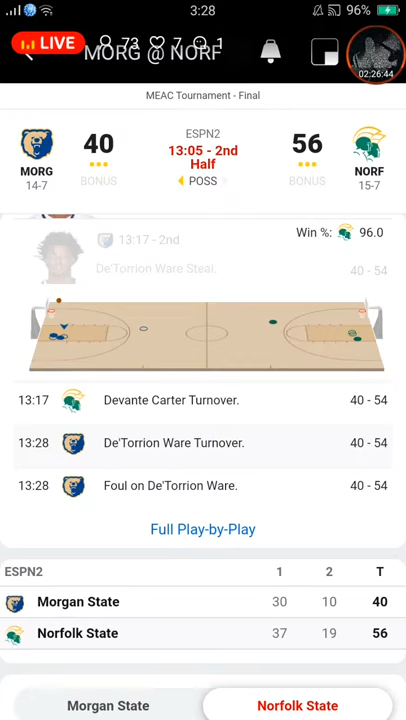 3:28 96%
LIVE 73 7 1
MORG @ NORF
02:26:44
MEAC Tournament - Final
40 ESPN2 56
13:05 - 2nd
Half
MORG BONUS POSS BONUS NORF
14-7 15-7
13:17 - 2nd Win %: 96.0
De'Torrion Ware Steal. 40 - 54
13:17 Devante Carter Turnover. 40 - 54
13:28 De'Torrion Ware Turnover. 40 - 54
13:28 Foul on De'Torrion Ware. 40 - 54
Full Play-by-Play
ESPN2 1 2 T
Morgan State 30 10 40
Norfolk State 37 19 56
Morgan State Norfolk State